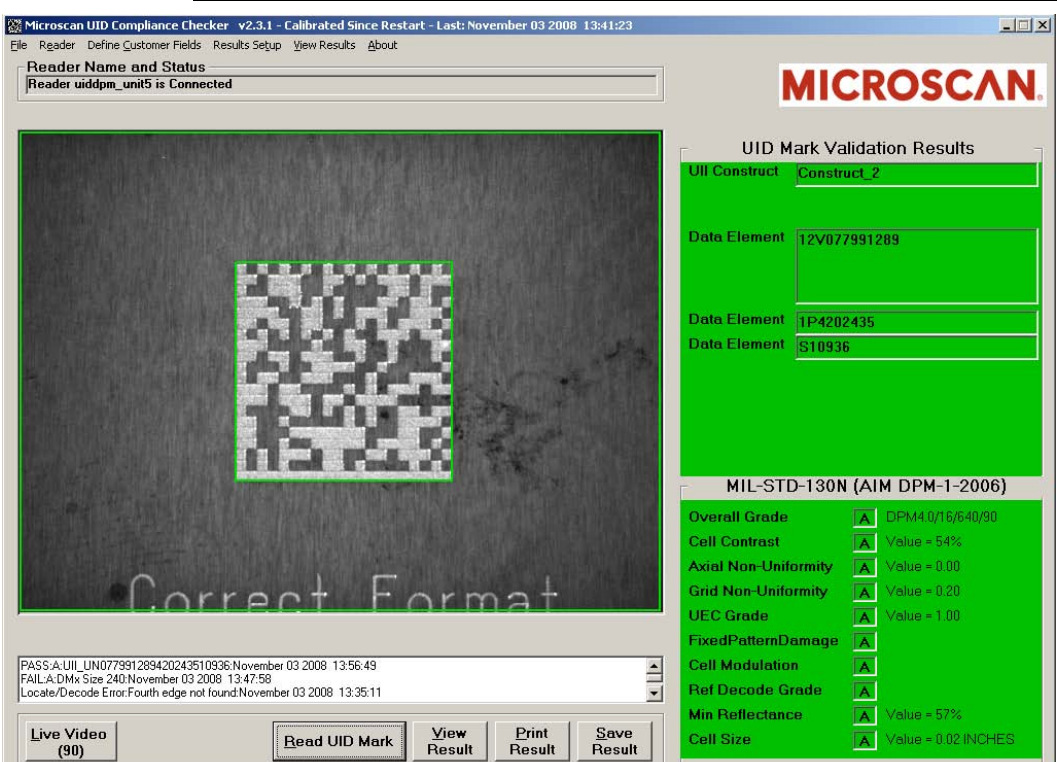 Microscan UID Compliance Checker v2.3.1 - Calibrated Since Restart - Last: November 03 2008 13:41:23
File Reader Define Customer Fields Results Setup View Results About
Reader Name and Status
Reader uiddpm_unit5 is Connected
MICROSCAN.
UID Mark Validation Results
UII Construct Construct_2
Data Element 12V077991289
Data Element 1P4202435
Data Element S10936
Correct Format
MIL-STD-130N (AIM DPM-1-2006)
Overall Grade A DPM4.0/16/640/90
Cell Contrast A Value = 54%
Axial Non-Uniformity A Value = 0.00
Grid Non-Uniformity A Value = 0.20
UEC Grade A Value = 1.00
FixedPatternDamage A
Cell Modulation A
Ref Decode Grade A
Min Reflectance A Value = 57%
Cell Size A Value = 0.02 INCHES
PASS:A:UII_UN077991289420243510936:November 03 2008 13:56:49
FAIL:A:DMx Size 240:November 03 2008 13:47:58
Locate/Decode Error:Fourth edge not found:November 03 2008 13:35:11
Live Video
(90)
Read UID Mark
View
Result
Print
Result
Save
Result